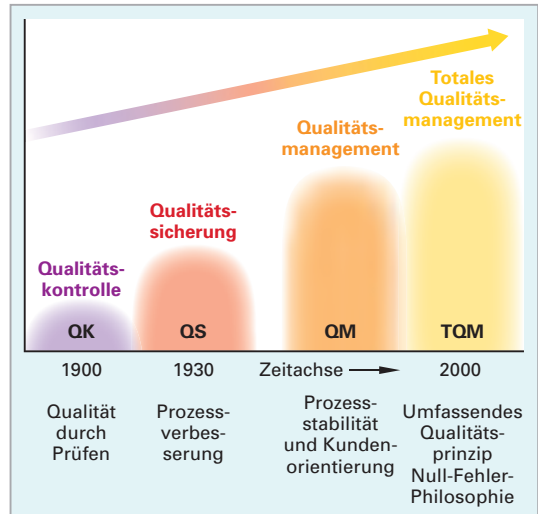 Totales
Qualitäts-
management
Qualitäts-
management
Qualitäts-
sicherung
Qualitäts-
kontrolle
QK
QS
QM
TQM
1900
1930
Zeitachse
2000
Qualität
durch
Prüfen
Prozess-
verbes-
serung
Prozess-
stabilität
und Kunden-
orientierung
Umfassendes
Qualitäts-
prinzip
Null-Fehler-
Philosophie